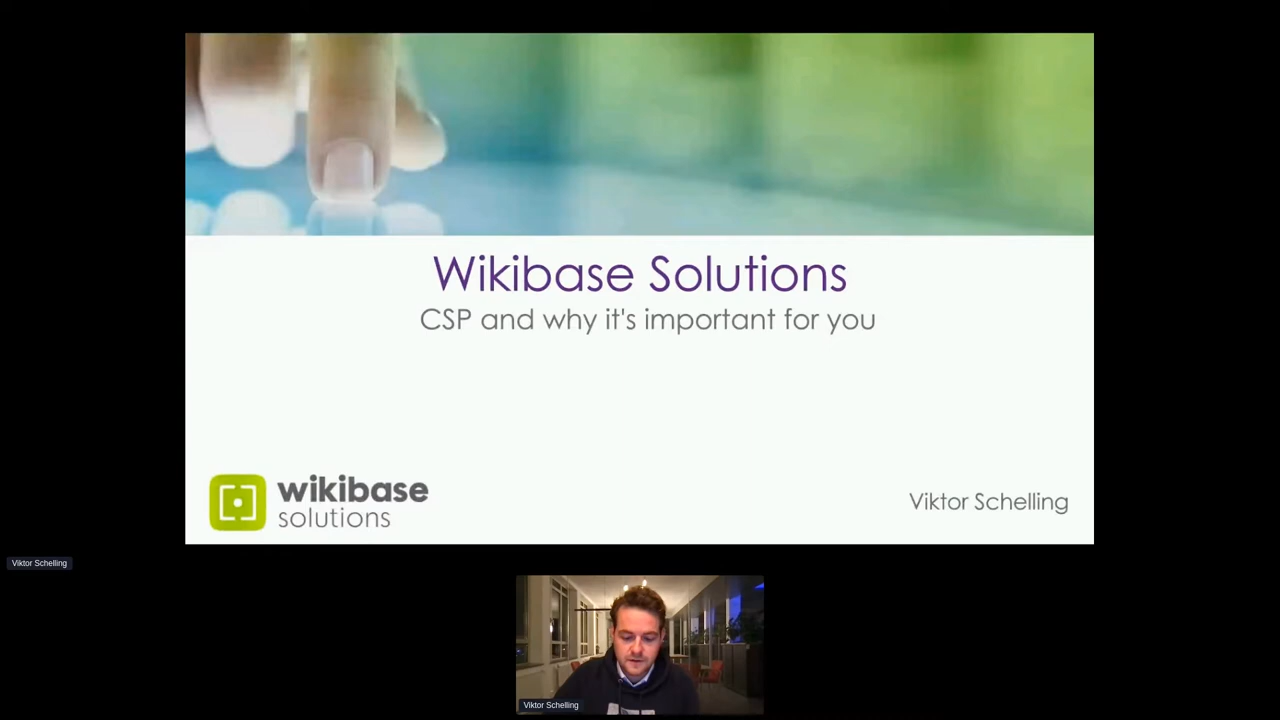 Wikibase Solutions
CSP and why it's important for you
wikibase
solutions
Viktor Schelling
Viktor Schelling
Viktor Schelling